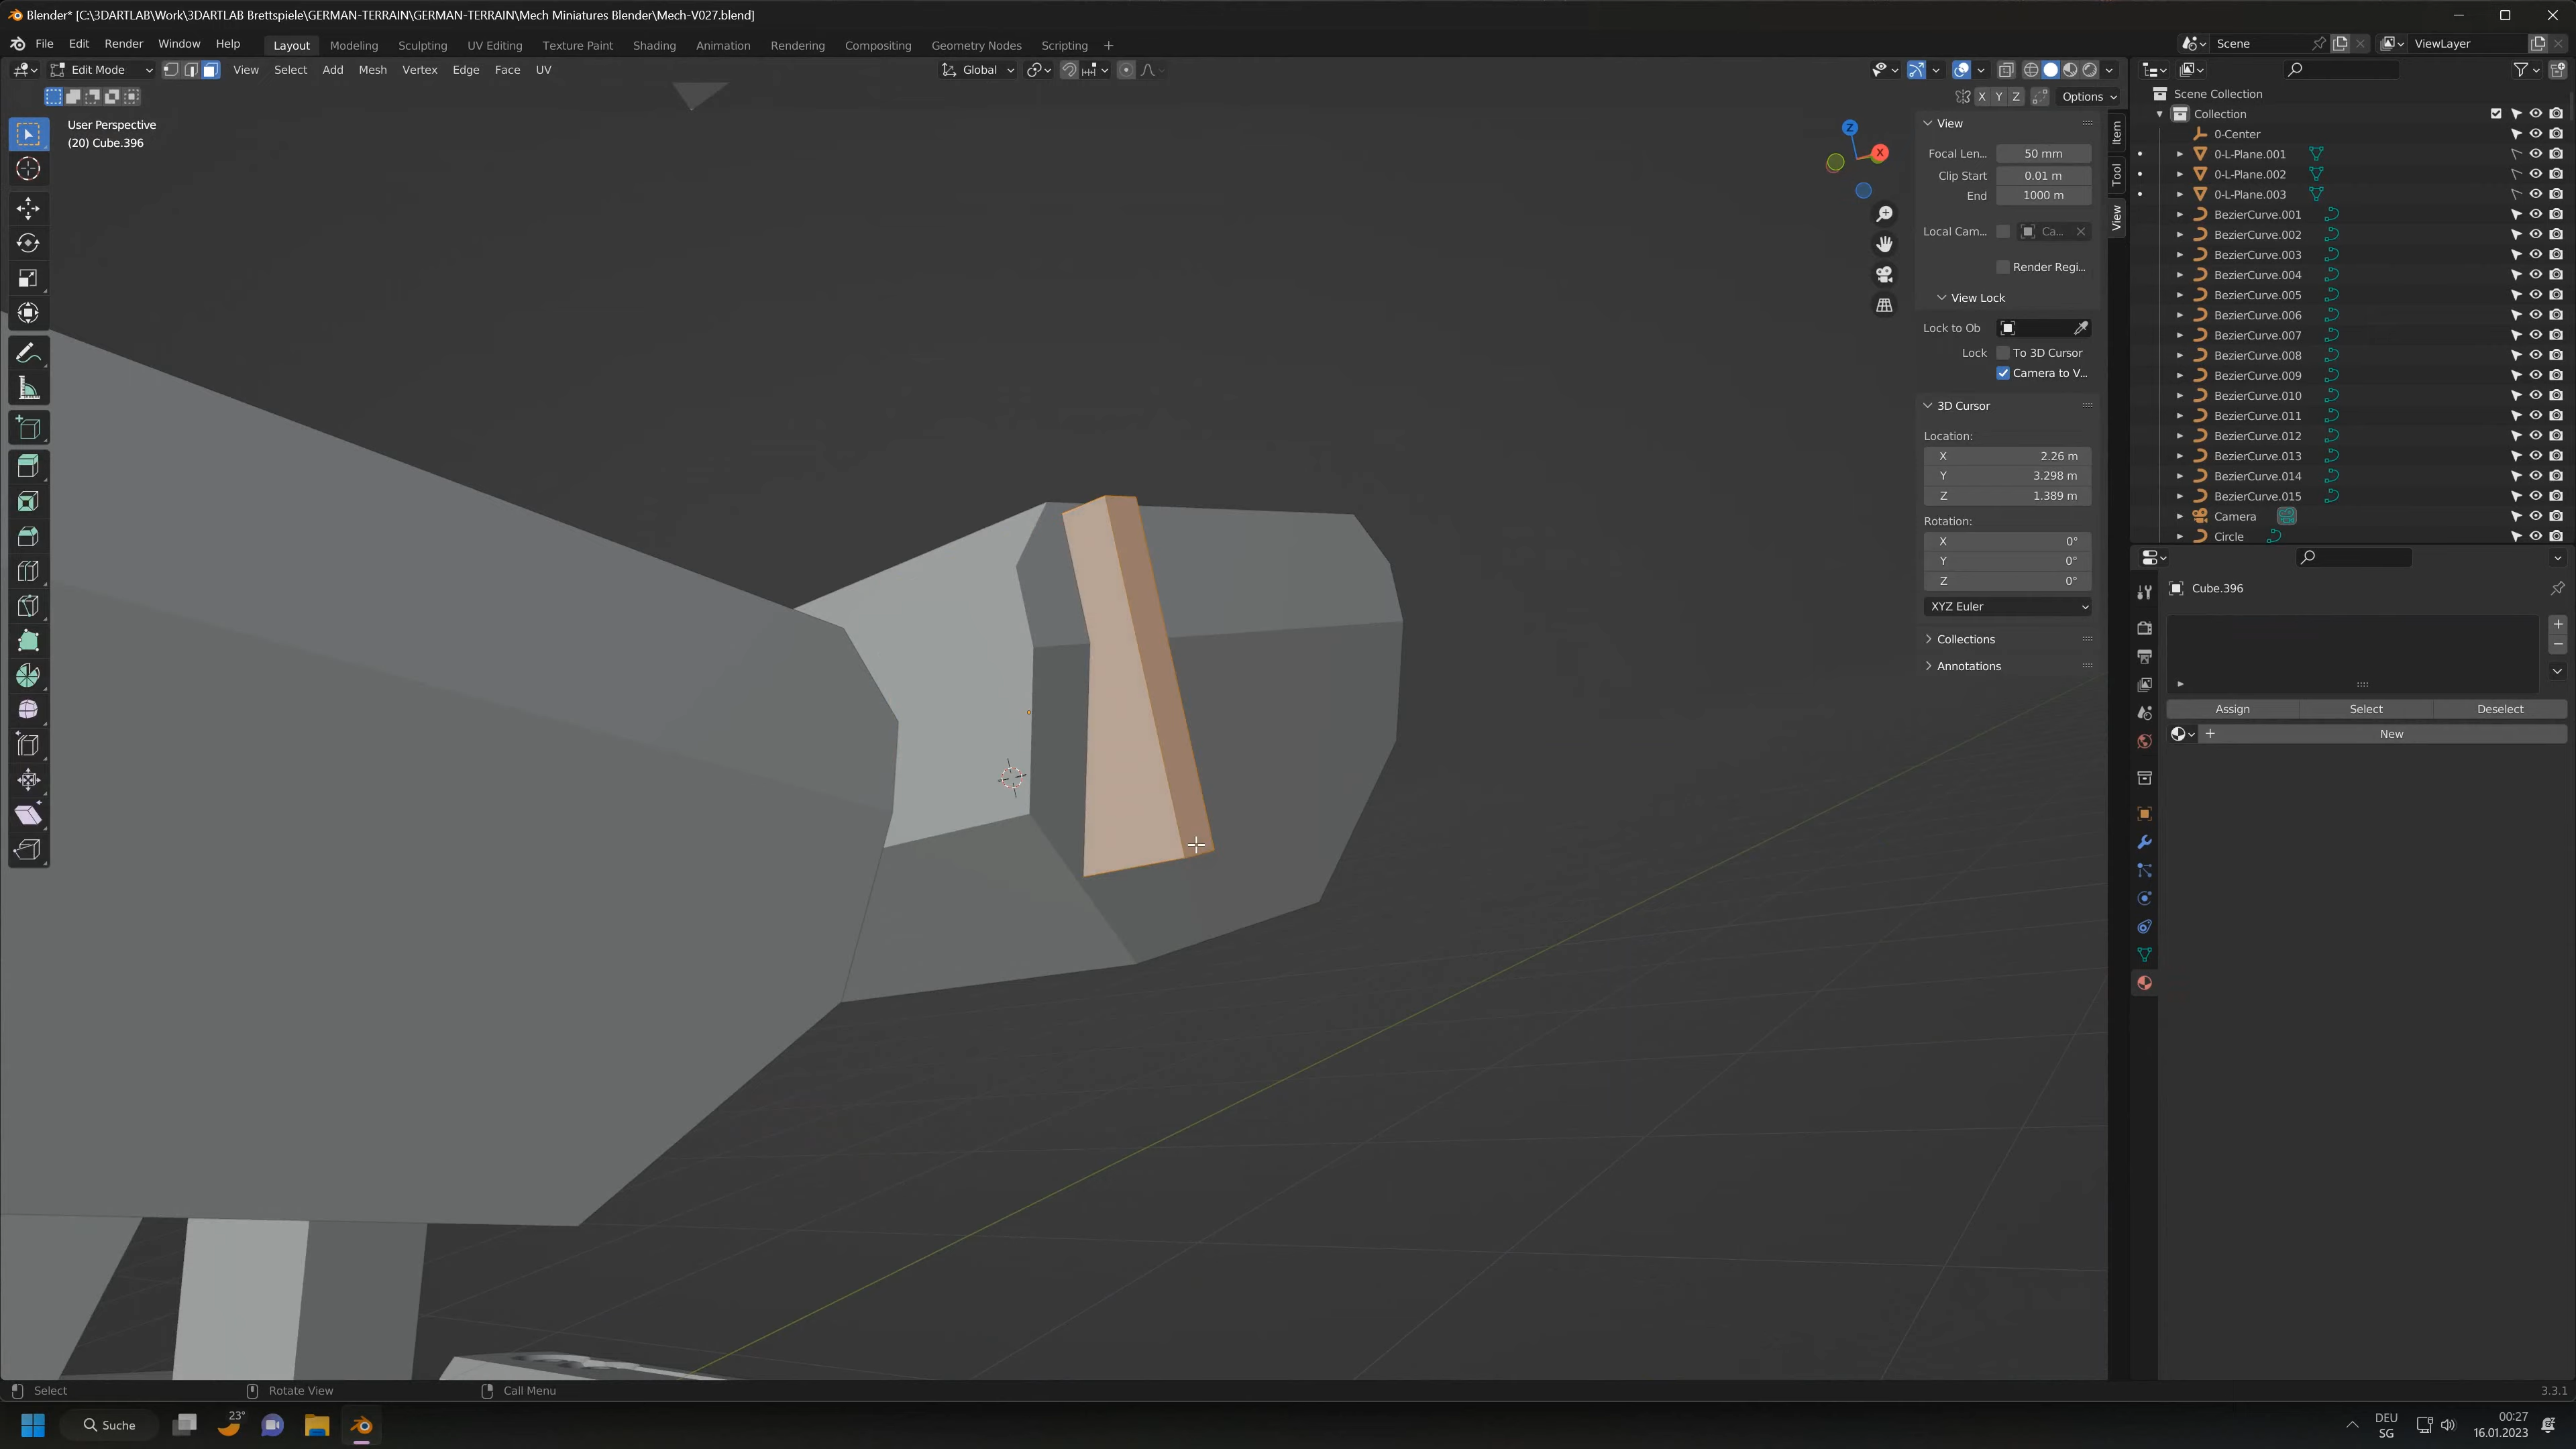 Blender* [C:\3DARTLAB\Work\3DARTLAB Brettspiele\GERMAN-TERRAIN\GERMAN-TERRAIN\Mech Miniatures Blender\Mech-V027.blend]
File Edit Render Window Help Layout Modeling Sculpting UV Editing Texture Paint Shading Animation Rendering Compositing Geometry Nodes Scripting + Scene ViewLayer
Edit Mode View Select Add Mesh Vertex Edge Face UV Global
X Y Z Options
User Perspective
(20) Cube.396
Z
X
View
Focal Len... 50 mm
Clip Start 0.01 m
End 1000 m
Local Cam... Ca...
Render Regi...
View Lock
Lock to Ob
Lock To 3D Cursor
Camera to V...
3D Cursor
Location:
X 2.26 m
Y 3.298 m
Z 1.389 m
Rotation:
X 0°
Y 0°
Z 0°
XYZ Euler
Collections
Annotations
Item
Tool
View
Scene Collection
Collection
0-Center
0-L-Plane.001
0-L-Plane.002
0-L-Plane.003
BezierCurve.001
BezierCurve.002
BezierCurve.003
BezierCurve.004
BezierCurve.005
BezierCurve.006
BezierCurve.007
BezierCurve.008
BezierCurve.009
BezierCurve.010
BezierCurve.011
BezierCurve.012
BezierCurve.013
BezierCurve.014
BezierCurve.015
Camera
Circle
Cube.396
Assign Select Deselect
+ New
Select Rotate View Call Menu 3.3.1
Suche 23° DEU
SG
00:27
16.01.2023